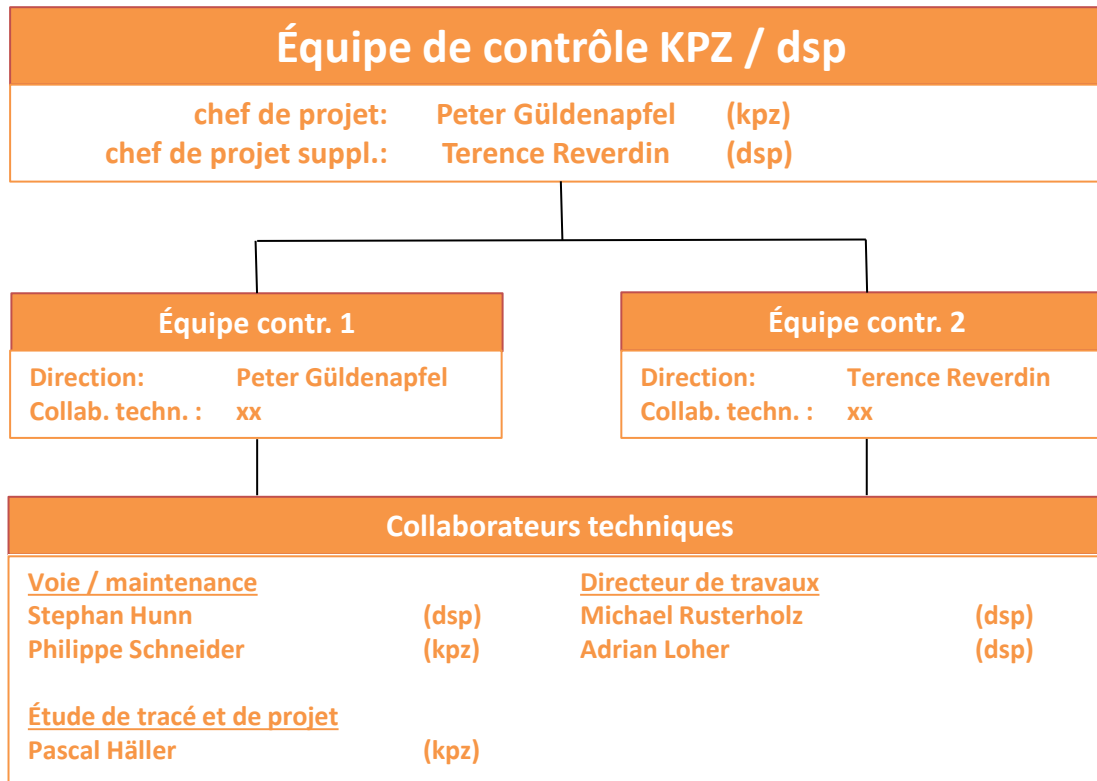 Équipe de contrôle KPZ / dsp
chef de projet: Peter Güldenapfel (kpz)
chef de projet suppl.: Terence Reverdin (dsp)
Équipe contr. 1
Direction: Peter Güldenapfel
Collab. techn. : xx
Équipe contr. 2
Direction: Terence Reverdin
Collab. techn. : xx
Collaborateurs techniques
Voie / maintenance
Stephan Hunn (dsp)
Philippe Schneider (kpz)
Étude de tracé et de projet
Pascal Häller (kpz)
Directeur de travaux
Michael Rusterholz (dsp)
Adrian Loher (dsp)